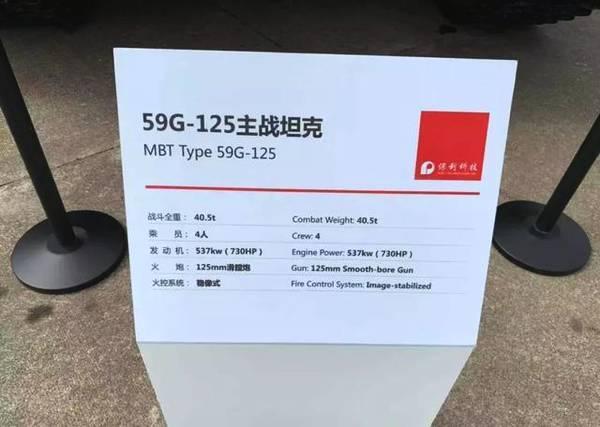 59G-125主战坦克
MBT Type 59G-125
保利科技
战斗全重： 40.5t Combat Weight: 40.5t
乘 员： 4人 Crew: 4
发 动 机： 537kw（730HP） Engine Power: 537kw（730HP）
火 炮： 125mm滑膛炮 Gun: 125mm Smooth-bore Gun
火控系统： 稳像式 Fire Control System: Image-stabilized